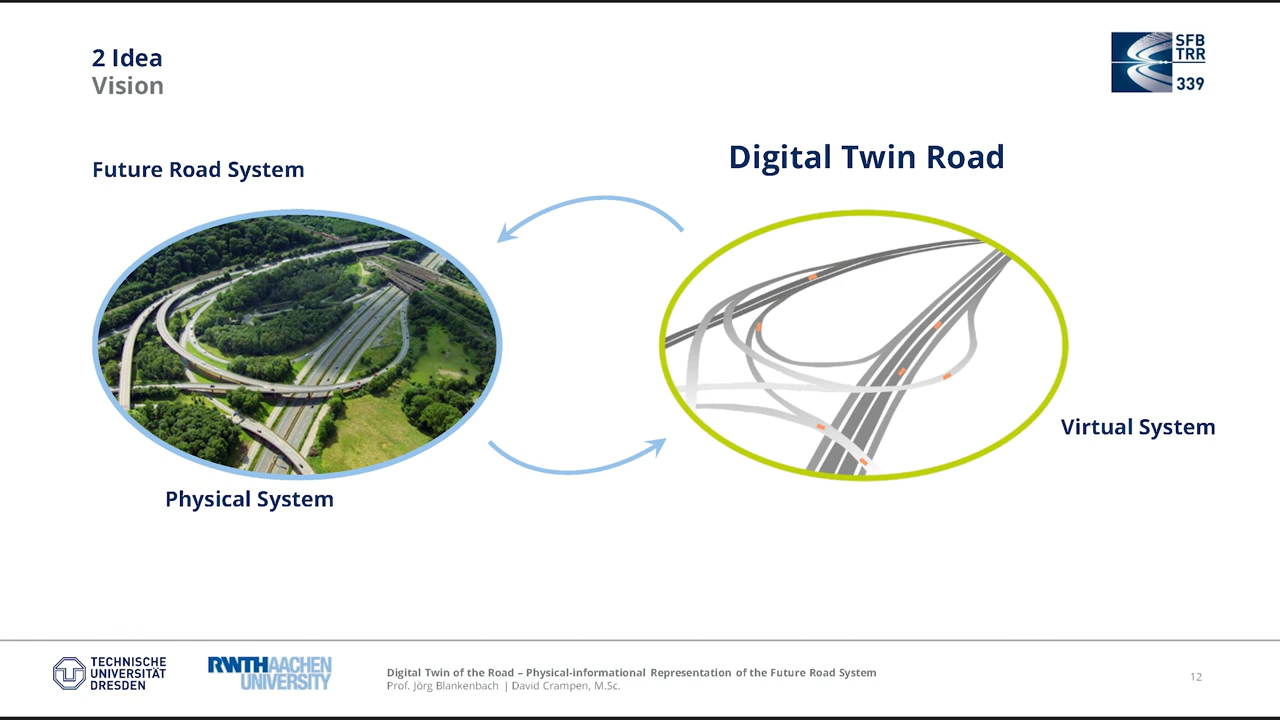 2 Idea
Vision
SFB
TRR
339
Future Road System
Digital Twin Road
Virtual System
Physical System
TECHNISCHE
UNIVERSITÄT
DRESDEN
RWTHAACHEN
UNIVERSITY
Digital Twin of the Road – Physical-informational Representation of the Future Road System
Prof. Jörg Blankenbach | David Crampen, M.Sc.
12